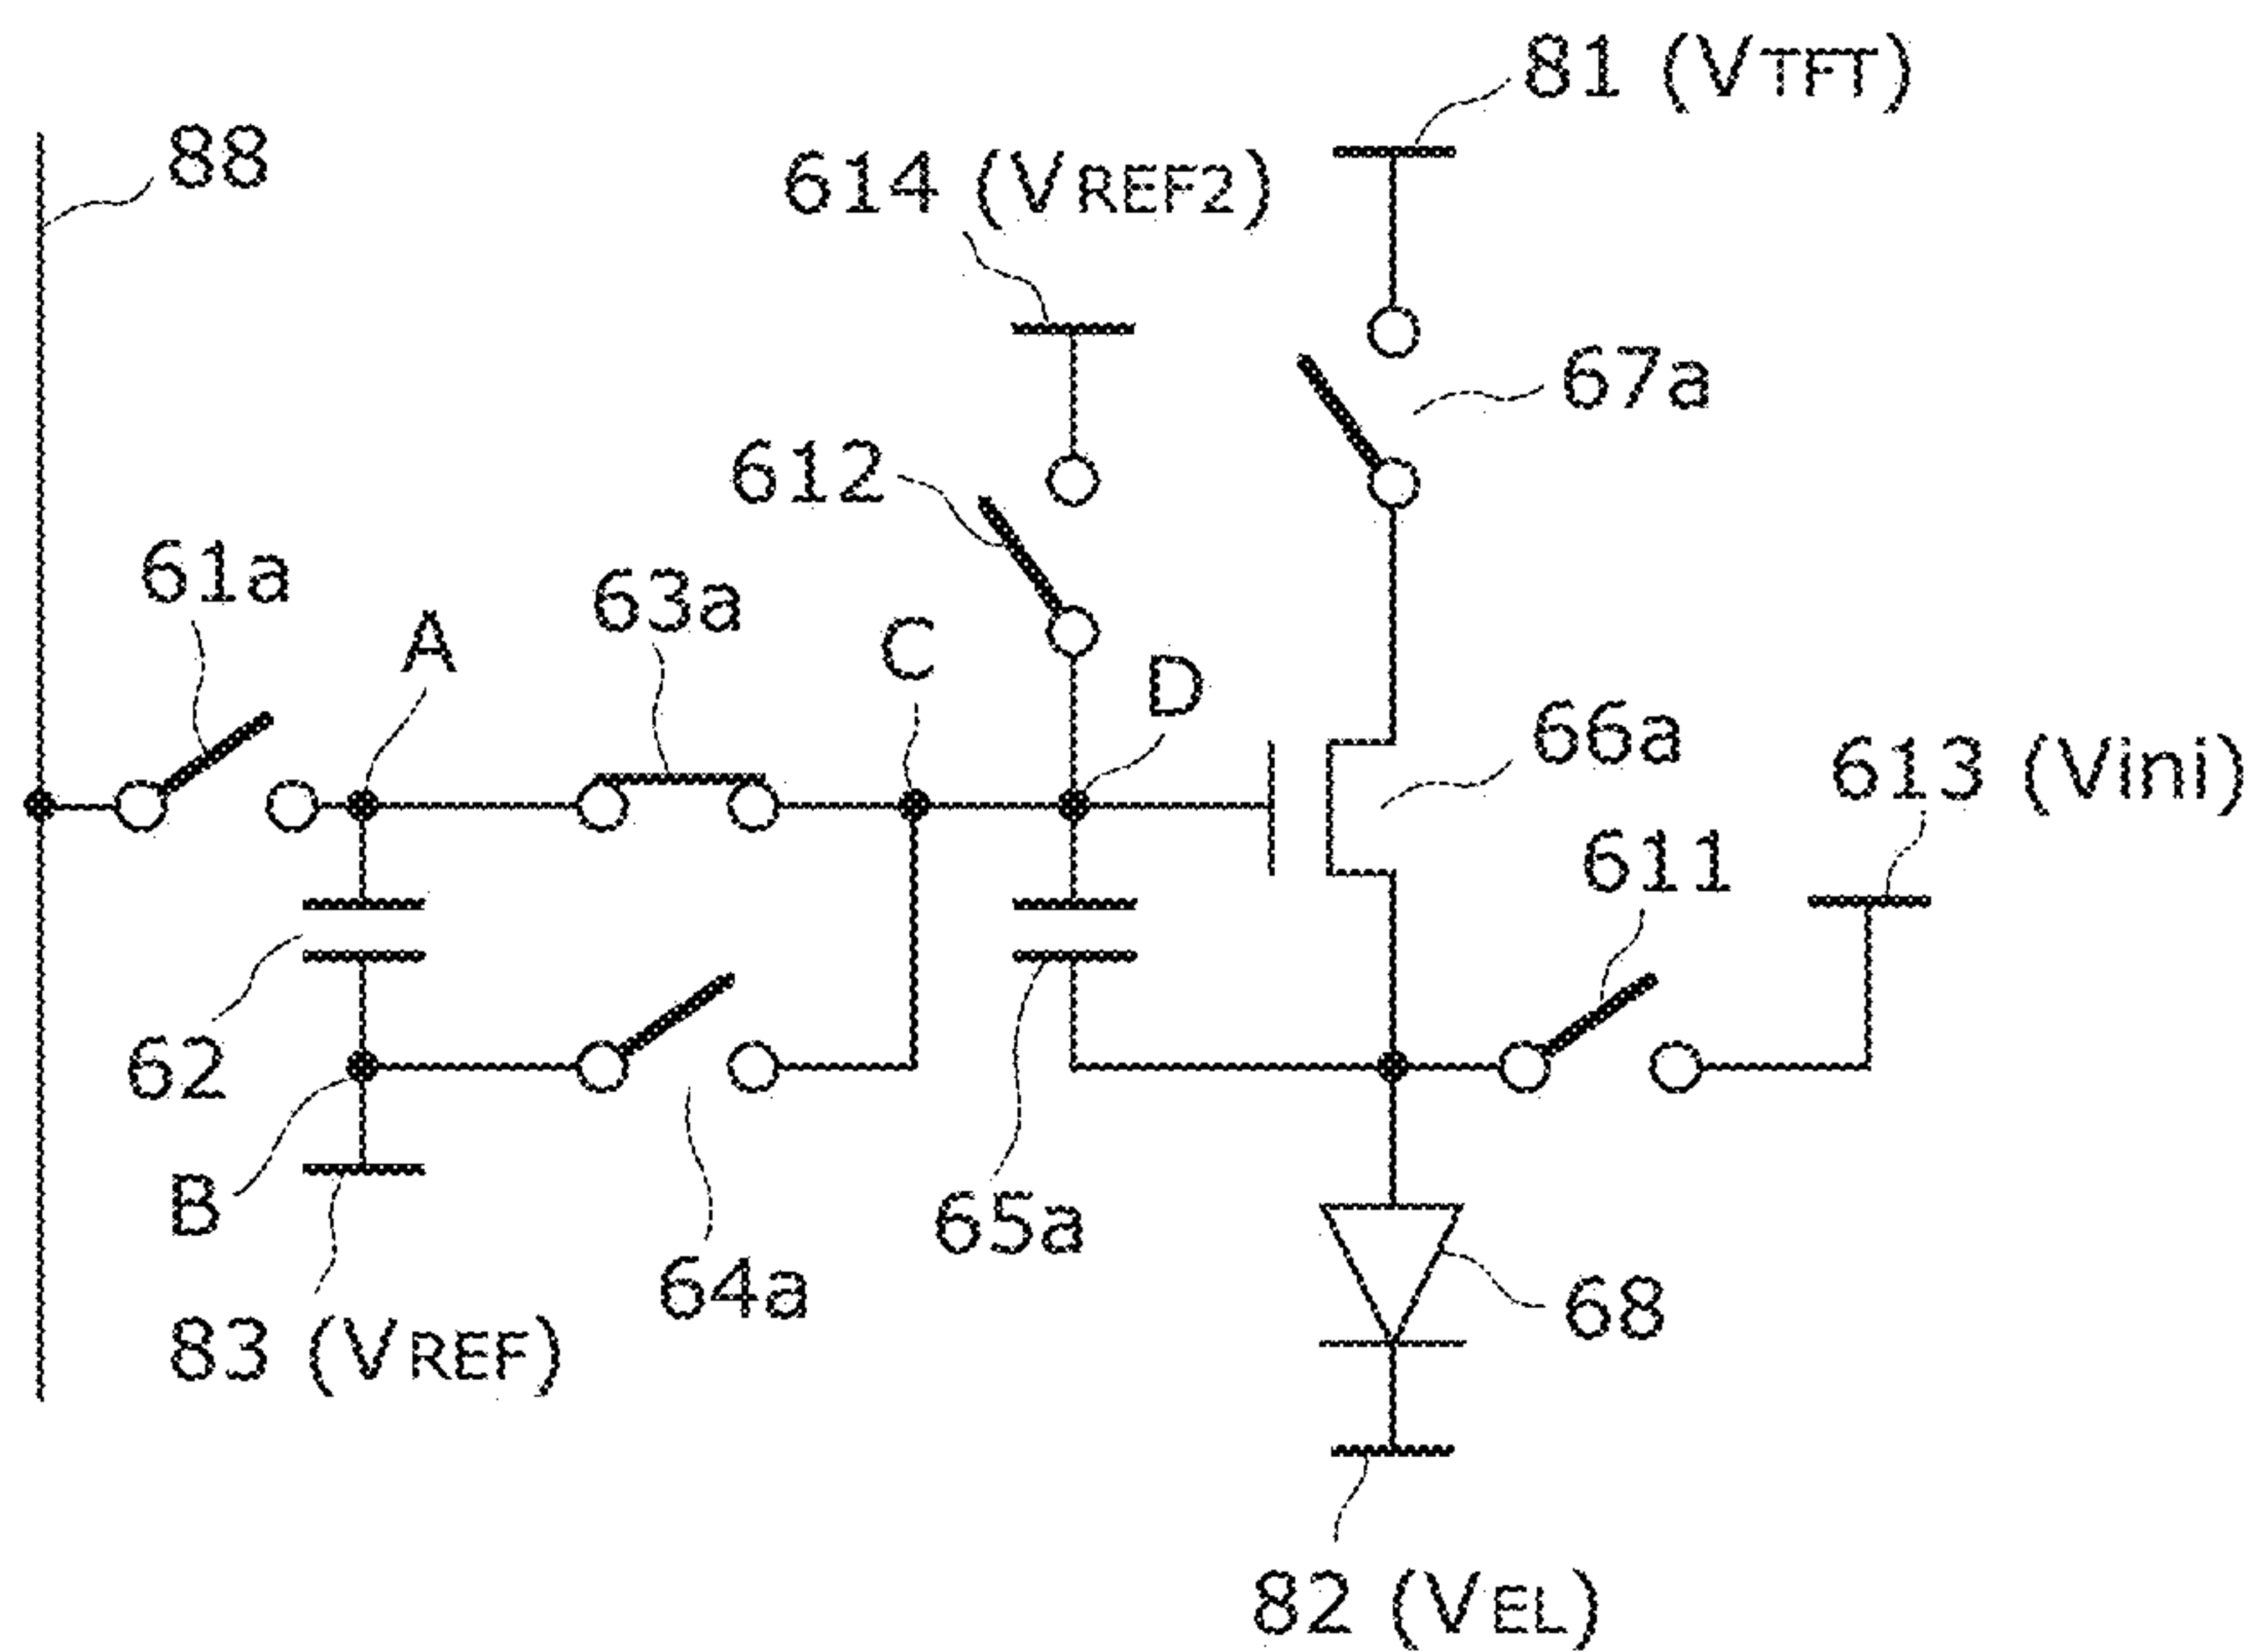 81 (VTFT)
88
614 (VREF2)
67a
612
61a
63a
A
C
D
66a
613 (Vini)
611
62
B
65a
64a
68
83 (VREF)
82 (VEL)